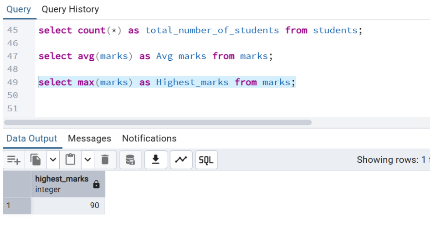 Query Query History
45 select count(*) as total_number_of_students from students;
46
47 select avg(marks) as Avg marks from marks;
48
49 select max(marks) as Highest_marks from marks;
50
51
Data Output Messages Notifications
SQL Showing rows: 1
highest_marks
integer
1 90